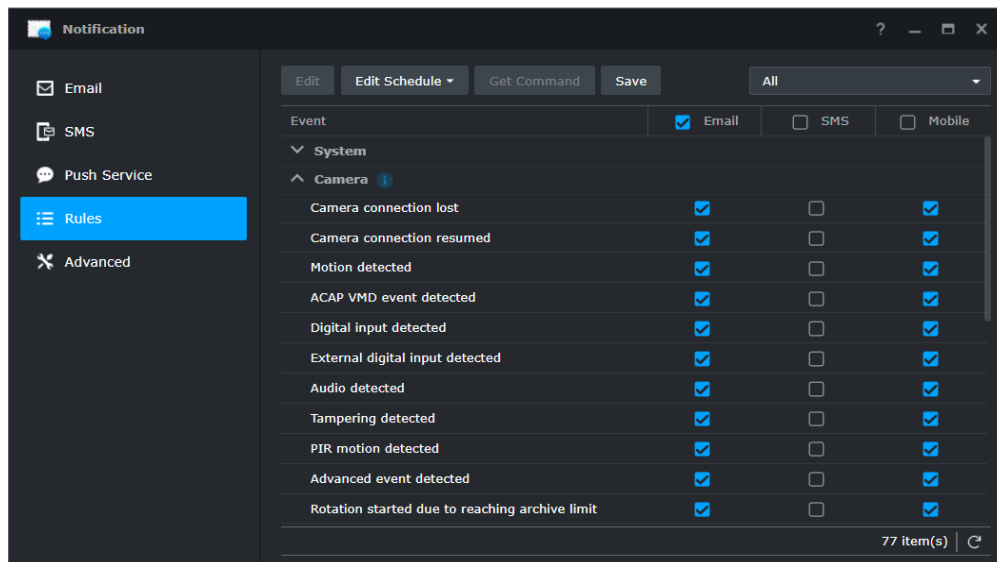 Notification
?
Email
SMS
Push Service
Rules
Advanced
Edit Edit Schedule Get Command Save All
Event Email SMS Mobile
System
Camera i
Camera connection lost
Camera connection resumed
Motion detected
ACAP VMD event detected
Digital input detected
External digital input detected
Audio detected
Tampering detected
PIR motion detected
Advanced event detected
Rotation started due to reaching archive limit
77 item(s)